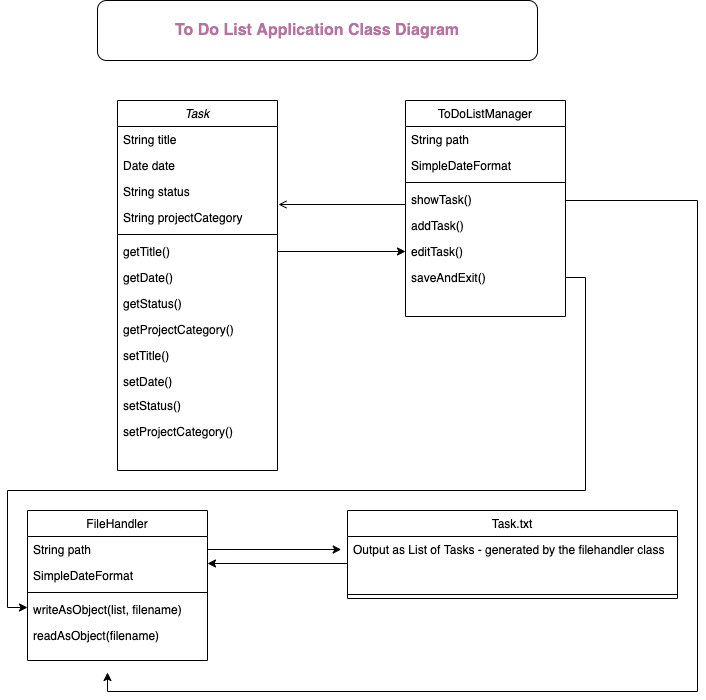 To Do List Application Class Diagram
Task
String title
Date date
String status
String projectCategory
getTitle()
getDate()
getStatus()
getProjectCategory()
setTitle()
setDate()
setStatus()
setProjectCategory()
ToDoListManager
String path
SimpleDateFormat
showTask()
addTask()
editTask()
saveAndExit()
FileHandler
String path
SimpleDateFormat
writeAsObject(list, filename)
readAsObject(filename)
Task.txt
Output as List of Tasks - generated by the filehandler class